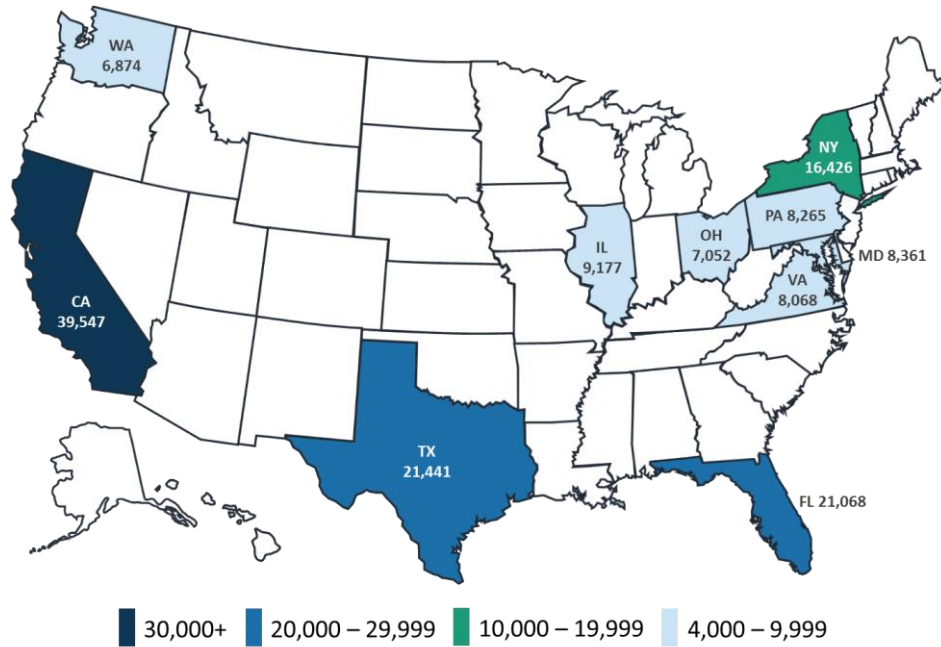 WA
6,874
NY
16,426
PA 8,265
OH
7,052
IL
9,177
MD 8,361
VA
8,068
CA
39,547
TX
21,441
FL 21,068
30,000+
20,000 – 29,999
10,000 – 19,999
4,000 – 9,999